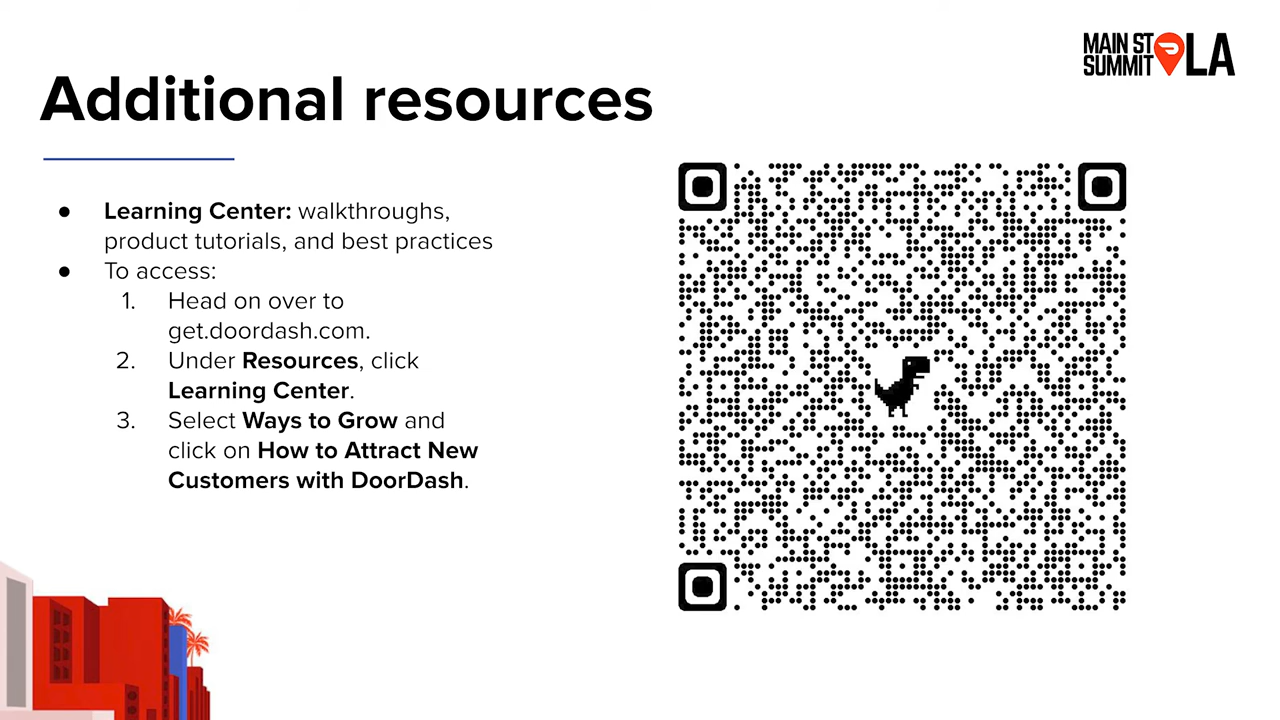 MAIN ST
SUMMIT LA
Additional resources
● Learning Center: walkthroughs,
product tutorials, and best practices
● To access:
1. Head on over to
get.doordash.com.
2. Under Resources, click
Learning Center.
3. Select Ways to Grow and
click on How to Attract New
Customers with DoorDash.